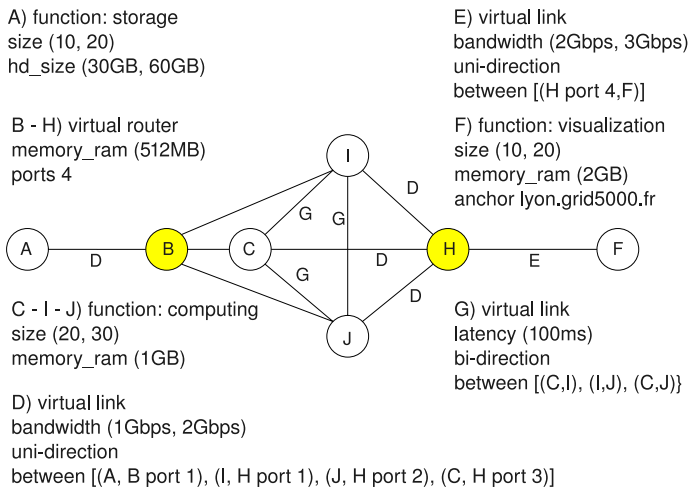 A) function: storage
size (10, 20)
hd_size (30GB, 60GB)
E) virtual link
bandwidth (2Gbps, 3Gbps)
uni-direction
between [(H port 4,F)]
B - H) virtual router
memory_ram (512MB)
ports 4
F) function: visualization
size (10, 20)
memory_ram (2GB)
anchor lyon.grid5000.fr
I
D
G
G
A
D
B
C
D
H
E
F
G
D
J
C - I - J) function: computing
size (20, 30)
memory_ram (1GB)
G) virtual link
latency (100ms)
bi-direction
between [(C,I), (I,J), (C,J)}
D) virtual link
bandwidth (1Gbps, 2Gbps)
uni-direction
between [(A, B port 1), (I, H port 1), (J, H port 2), (C, H port 3)]